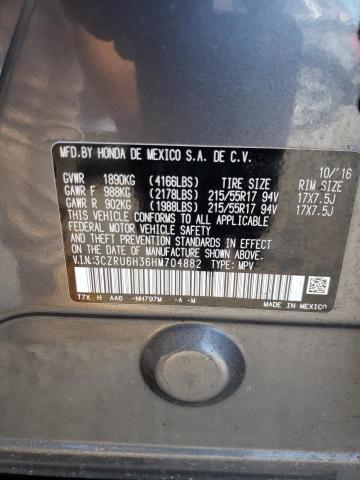 MFD.BY HONDA DE MEXICO S.A. DE C.V.
10/'16
GVWR 1890KG (4166LBS) TIRE SIZE RIM SIZE
GAWR F 988KG (2178LBS) 215/55R17 94V 17X7.5J
GAWR R 902KG (1988LBS) 215/55R17 94V 17X7.5J
THIS VEHICLE CONFORMS TO ALL APPLICABLE
FEDERAL MOTOR VEHICLE SAFETY AND
THEFT PREVENTION STANDARDS IN EFFECT ON THE
DATE OF MANUFACTURE SHOWN ABOVE.
V.I.N:3CZRU6H36HM704882 TYPE: MPV
T7X H AA6 -NH797M -A -M MADE IN MEXICO